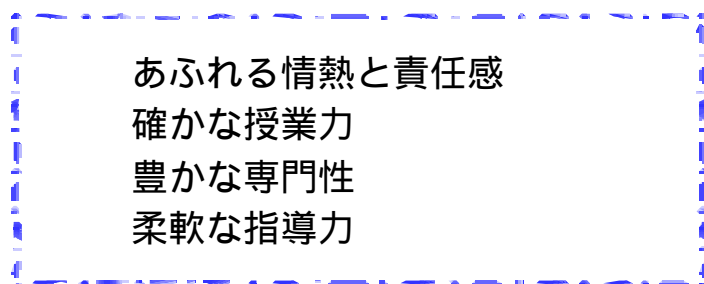 あふれる情熱と責任感
確かな授業力
豊かな専門性
柔軟な指導力